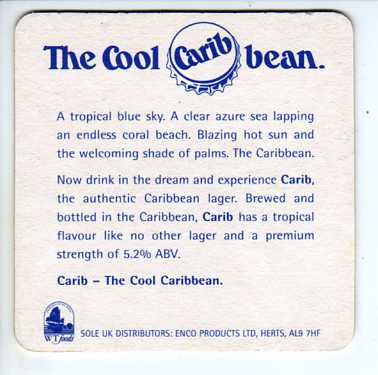 The Cool Carib bean.
A tropical blue sky. A clear azure sea lapping
an endless coral beach. Blazing hot sun and
the welcoming shade of palms. The Caribbean.
Now drink in the dream and experience Carib,
the authentic Caribbean lager. Brewed and
bottled in the Caribbean, Carib has a tropical
flavour like no other lager and a premium
strength of 5.2% ABV.
Carib – The Cool Caribbean.
WT foods
SOLE UK DISTRIBUTORS: ENCO PRODUCTS LTD, HERTS, AL9 7HF